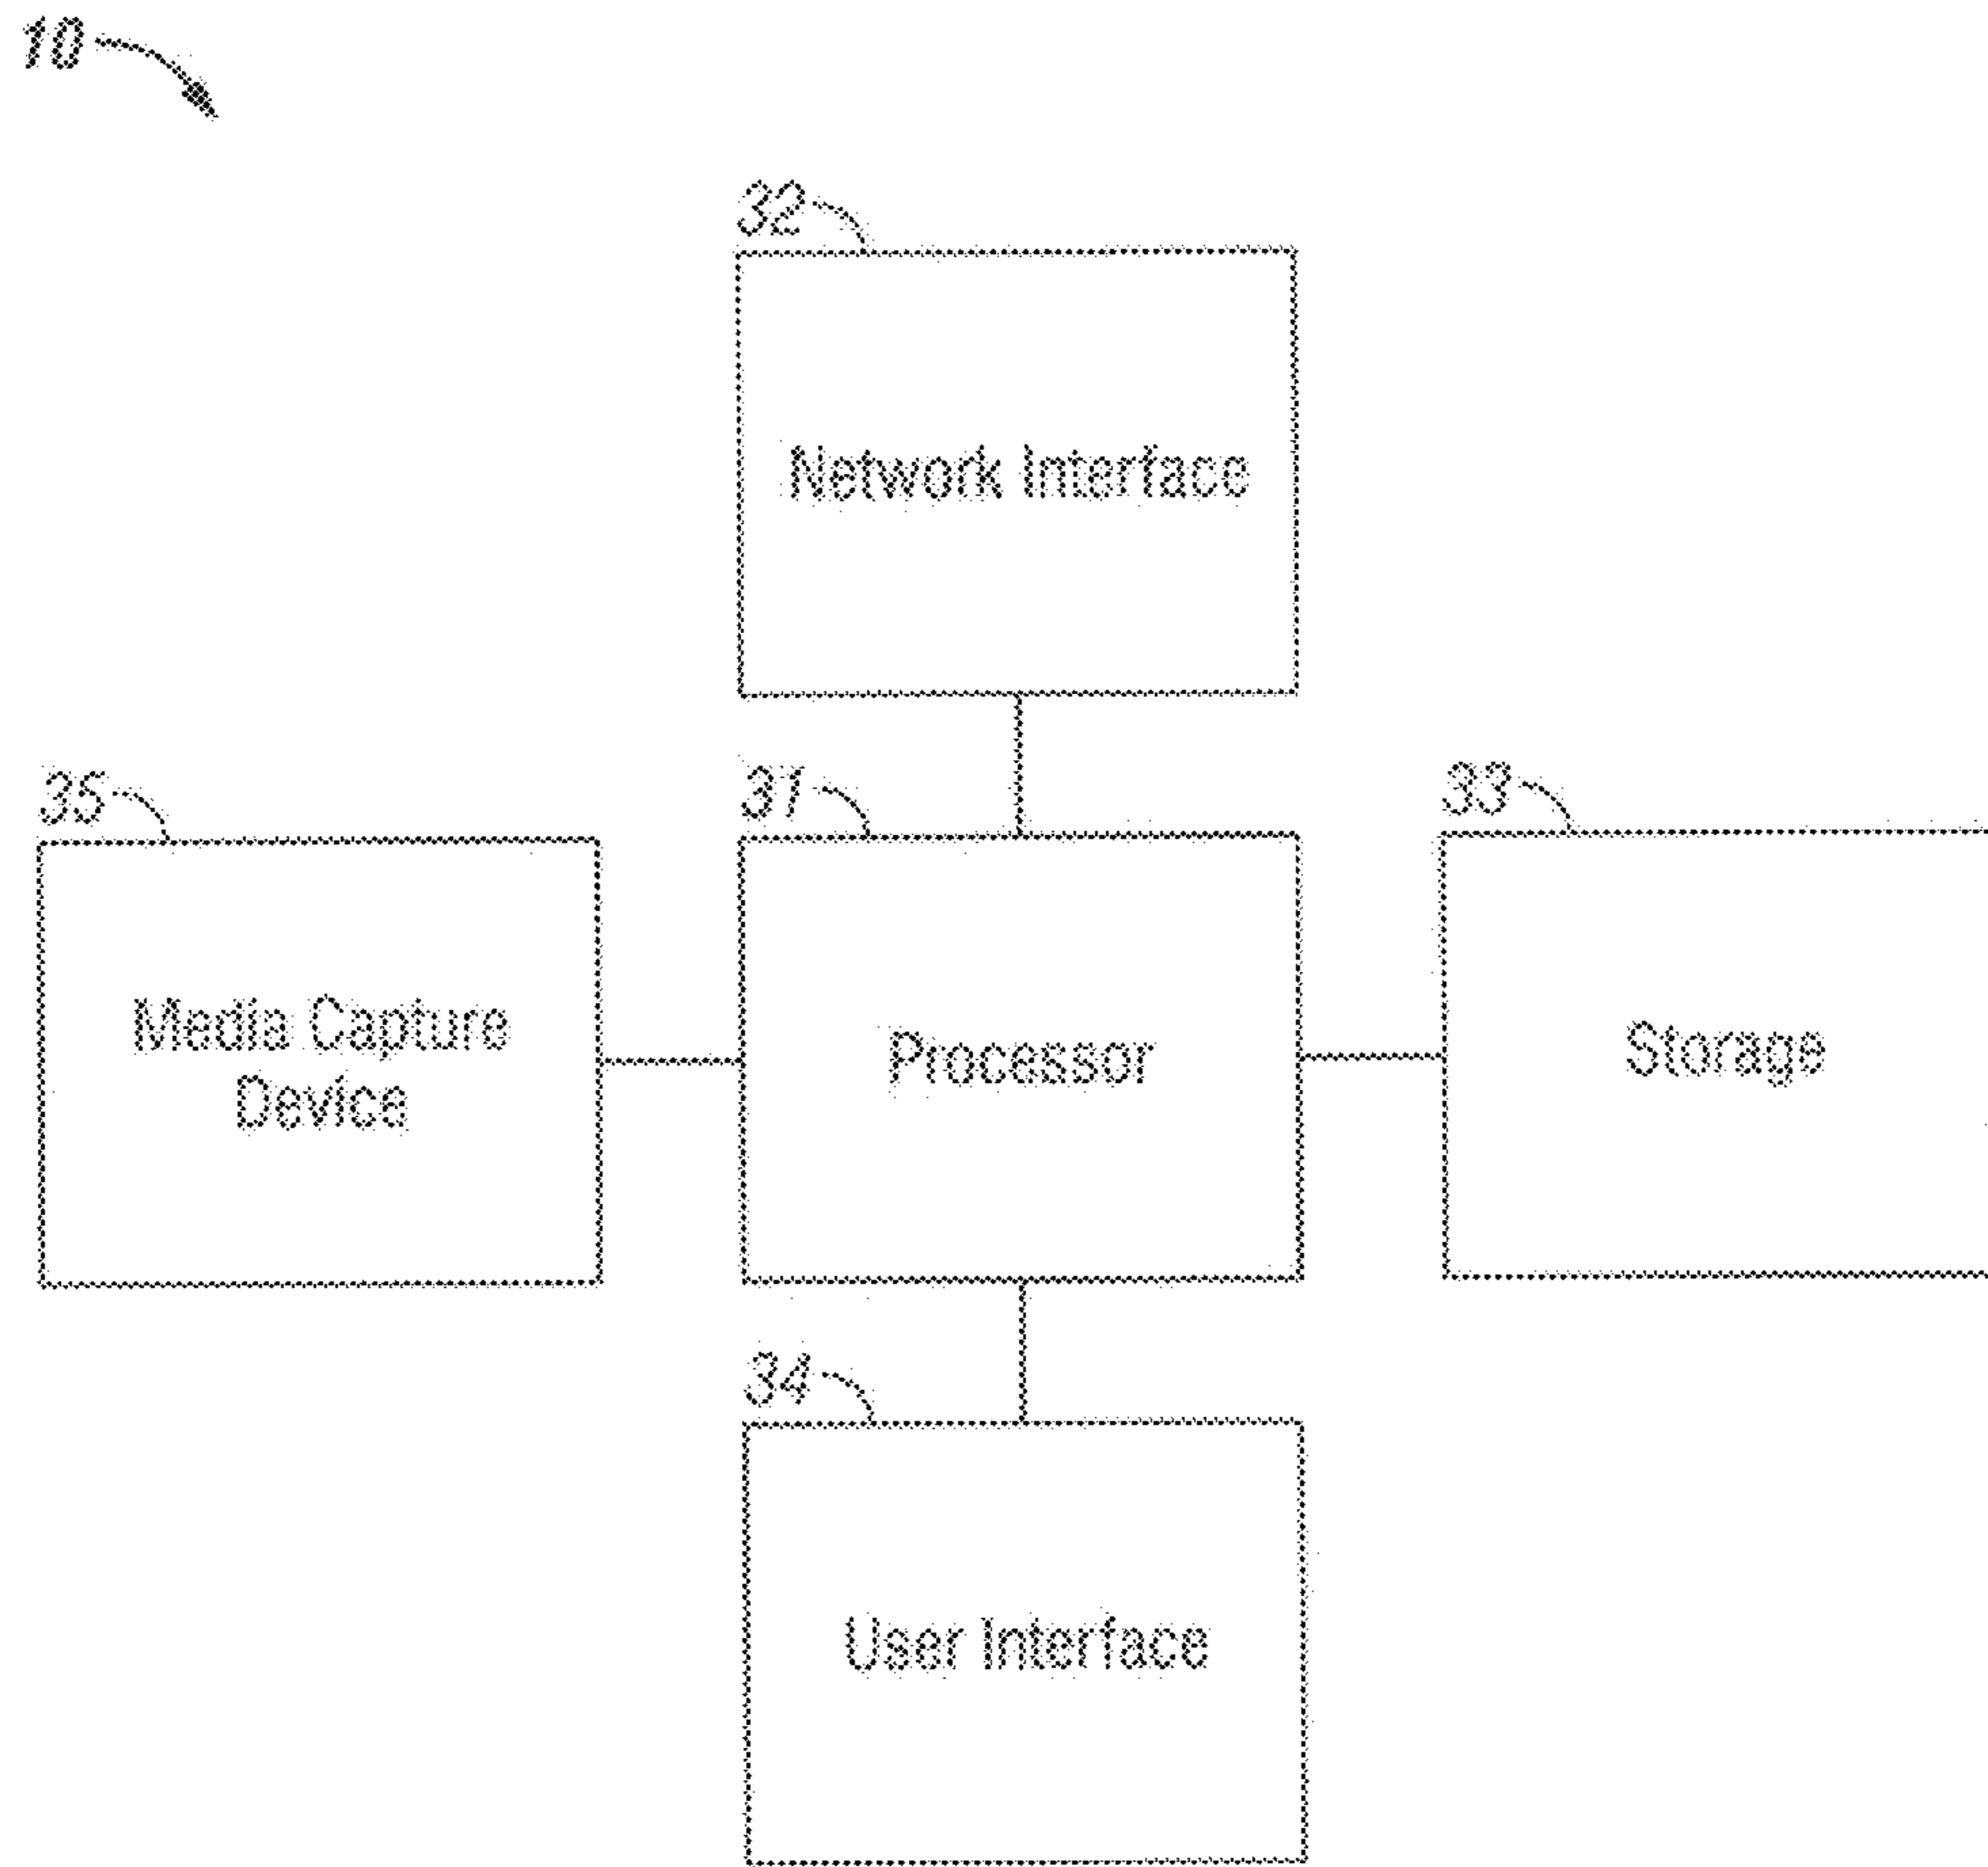 10
32
Network Interface
35
31
33
Media Capture
Device
Processor
Storage
34
User Interface